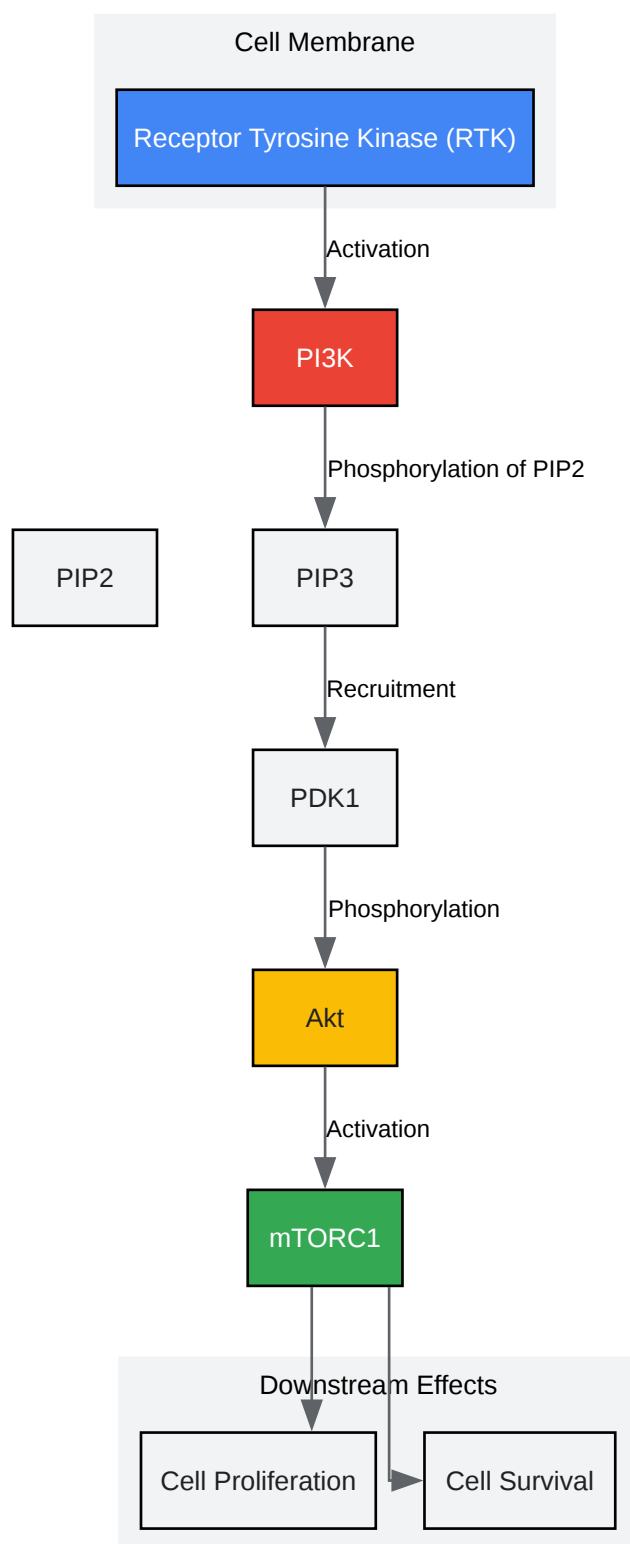 Cell Membrane
Receptor Tyrosine Kinase (RTK)
Activation
PI3K
Phosphorylation of PIP2
PIP2
PIP3
Recruitment
PDK1
Phosphorylation
Akt
Activation
mTORC1
Downstream Effects
Cell Proliferation
Cell Survival